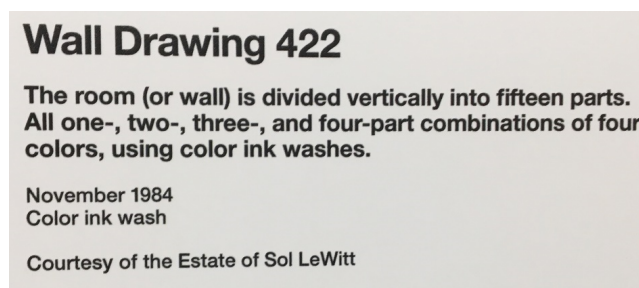 Wall Drawing 422
The room (or wall) is divided vertically into fifteen parts.
All one-, two-, three-, and four-part combinations of four
colors, using color ink washes.
November 1984
Color ink wash
Courtesy of the Estate of Sol LeWitt